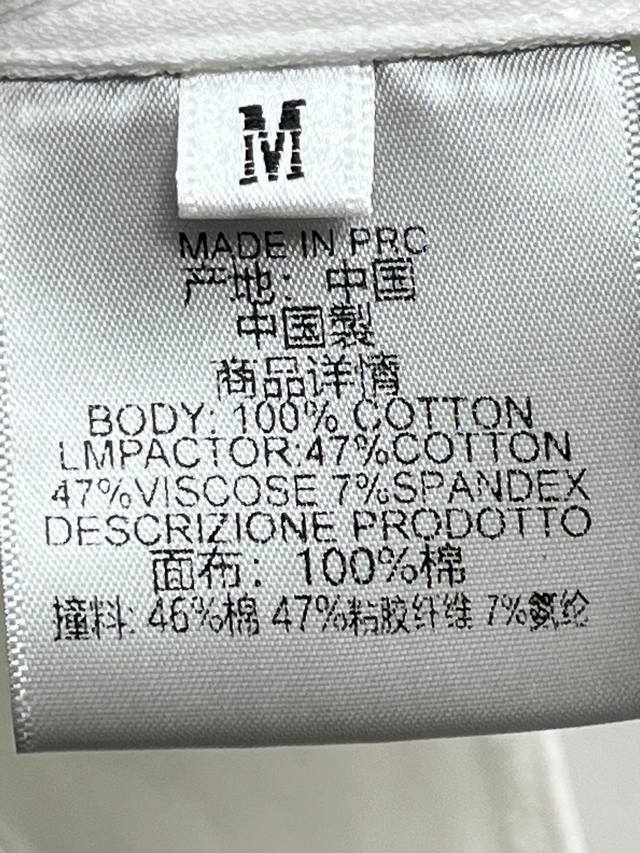 M
MADE IN PRC
产地: 中国
中国製
商品详情
BODY: 100% COTTON
LMPACTOR:47%COTTON
47%VISCOSE 7%SPANDEX
DESCRIZIONE PRODOTTO
面布: 100%棉
撞料: 46%棉 47%粘胶纤维 7%氨纶